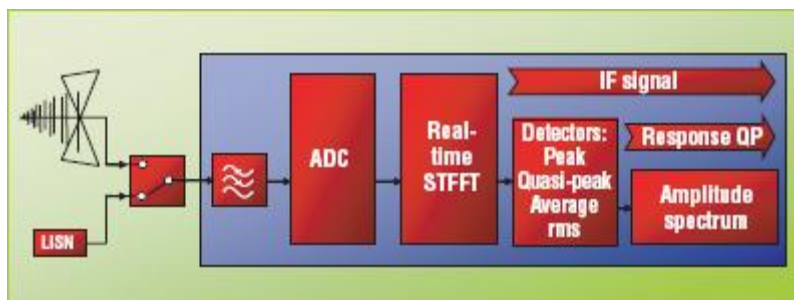 LISN
ADC
Real-
time
STFFT
IF signal
Detectors:
Peak
Quasi-peak
Average
rms
Response QP
Amplitude
spectrum